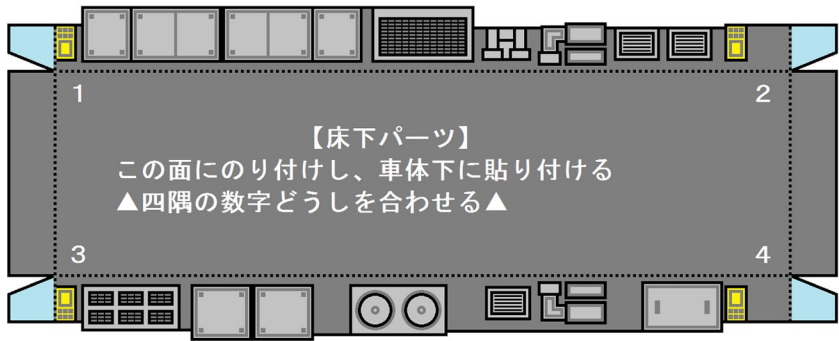 1 2
【床下パーツ】
この面にのり付けし、車体下に貼り付ける
▲四隅の数字どうしを合わせる▲
3 4